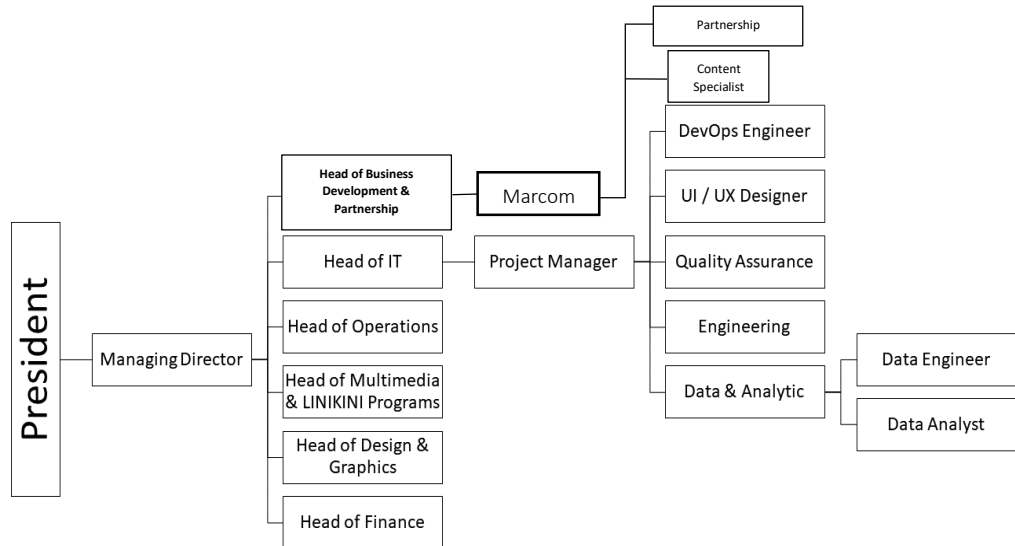 Partnership
Content
Specialist
DevOps Engineer
Head of Business
Development &
Partnership
Marcom
UI / UX Designer
President
Head of IT
Project Manager
Quality Assurance
Head of Operations
Engineering
Managing Director
Data Engineer
Head of Multimedia
& LINIKINI Programs
Data & Analytic
Data Analyst
Head of Design &
Graphics
Head of Finance